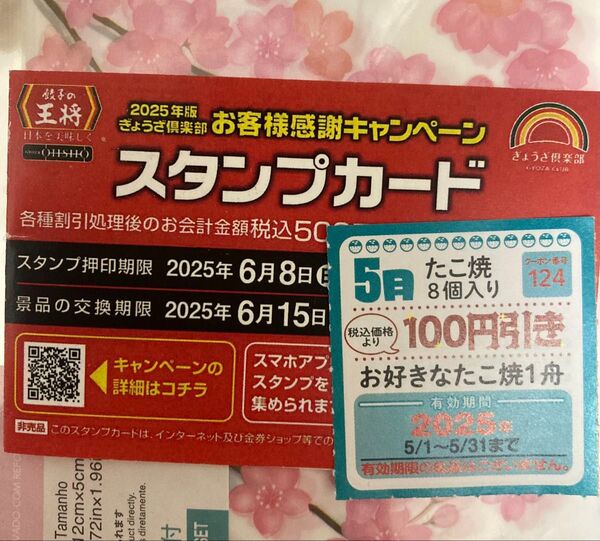 餃子の
王将
日本を美味しく
OHSHO
2025年版
ぎょうざ倶楽部 お客様感謝キャンペーン
スタンプカード
ぎょうざ倶楽部
GYOZA CLUB
各種割引処理後のお会計金額税込50
スタンプ押印期限 2025年 6月8日
景品の交換期限 2025年 6月15日
キャンペーンの
詳細はコチラ
スマホアプ
スタンプを
集められま
非売品 このスタンプカードは、インターネット及び金券ショップ等での
5月
たこ焼
8個入り
クーポン番号
124
税込価格
より
100円引き
お好きなたこ焼1舟
有効期間
2025年
5/1～5/31まで
有効期限の延長はございません。
Tamanho
12cm×5cm
72in×1.96i
SET
付